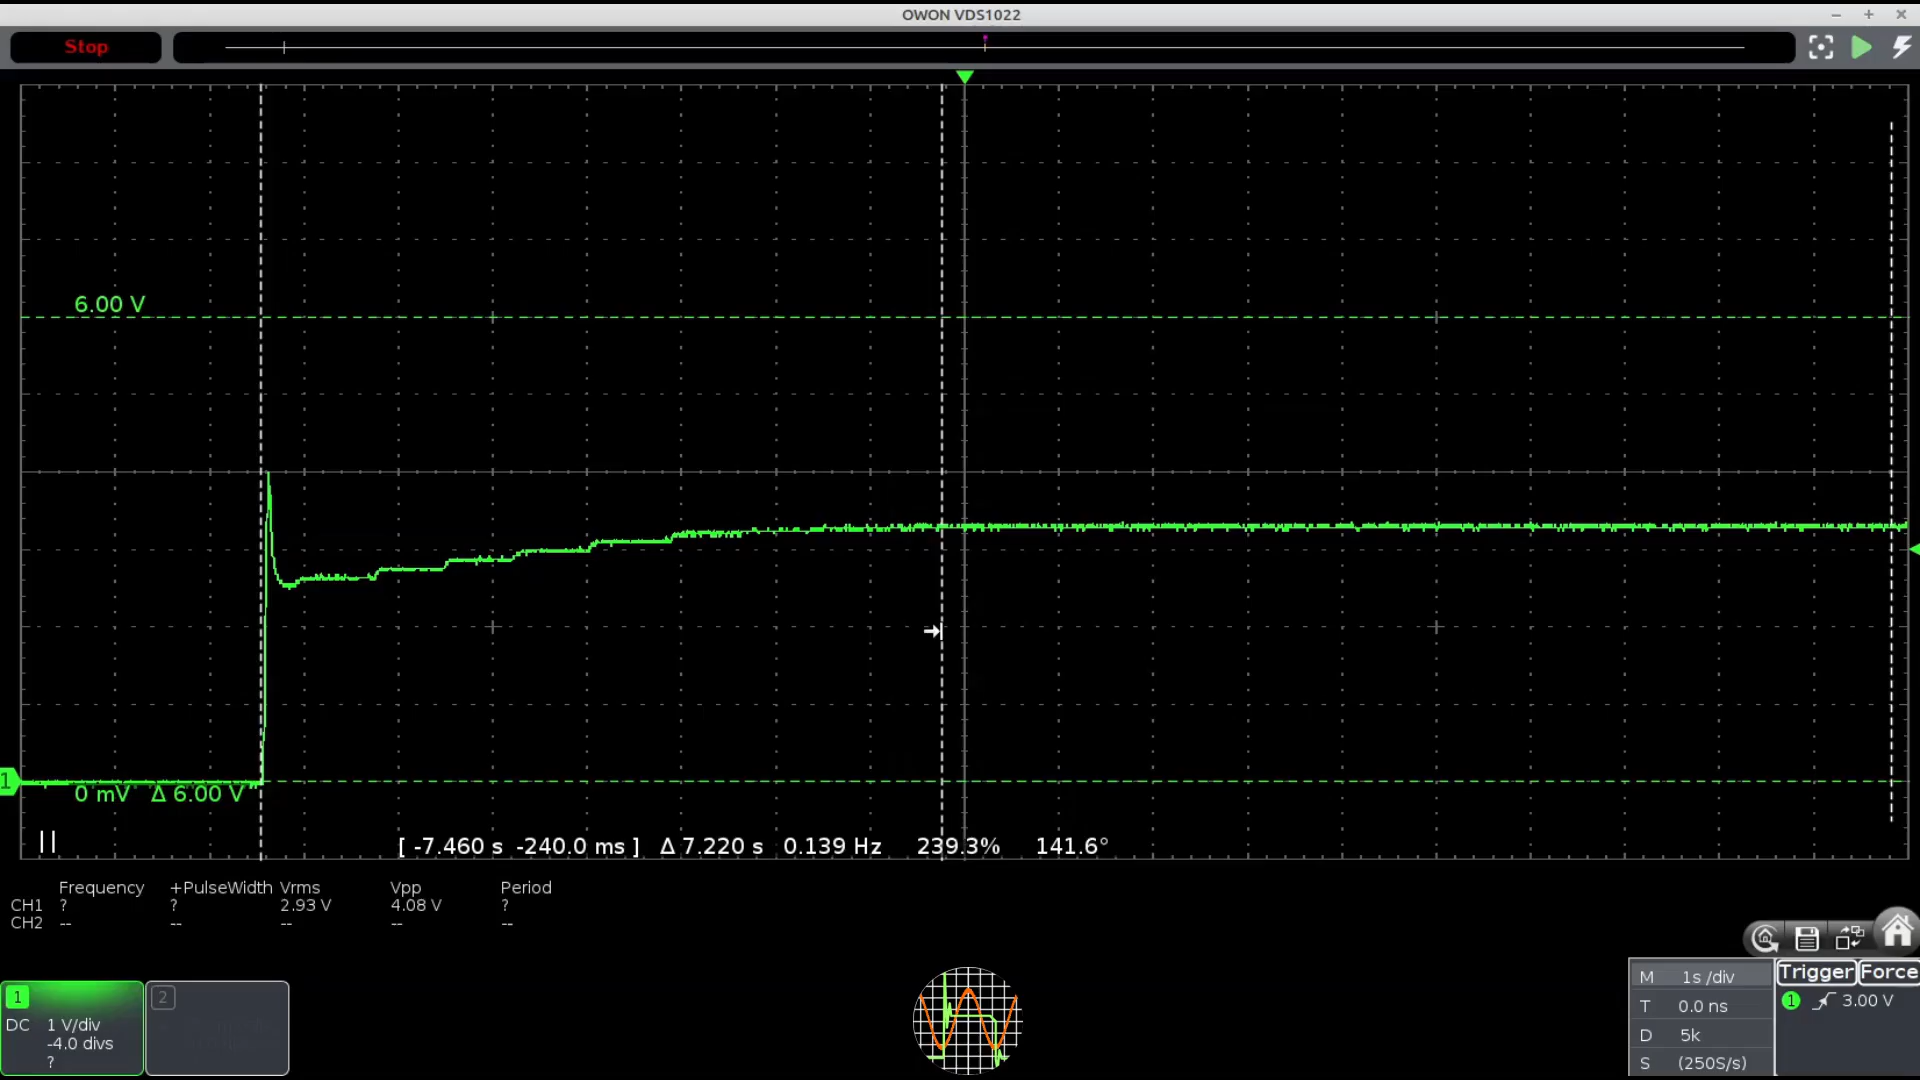 OWON VDS1022
Stop
6.00 V
1
0 mV Δ 6.00 V
[ -7.460 s -240.0 ms ] Δ 7.220 s 0.139 Hz 239.3% 141.6°
Frequency +PulseWidth Vrms Vpp Period
CH1 ? ? 2.93 V 4.08 V ?
CH2 -- -- -- -- --
1 2
DC 1 V/div
-4.0 divs
?
M 1s /div
T 0.0 ns
D 5k
S (250S/s)
Trigger Force
1 3.00 V